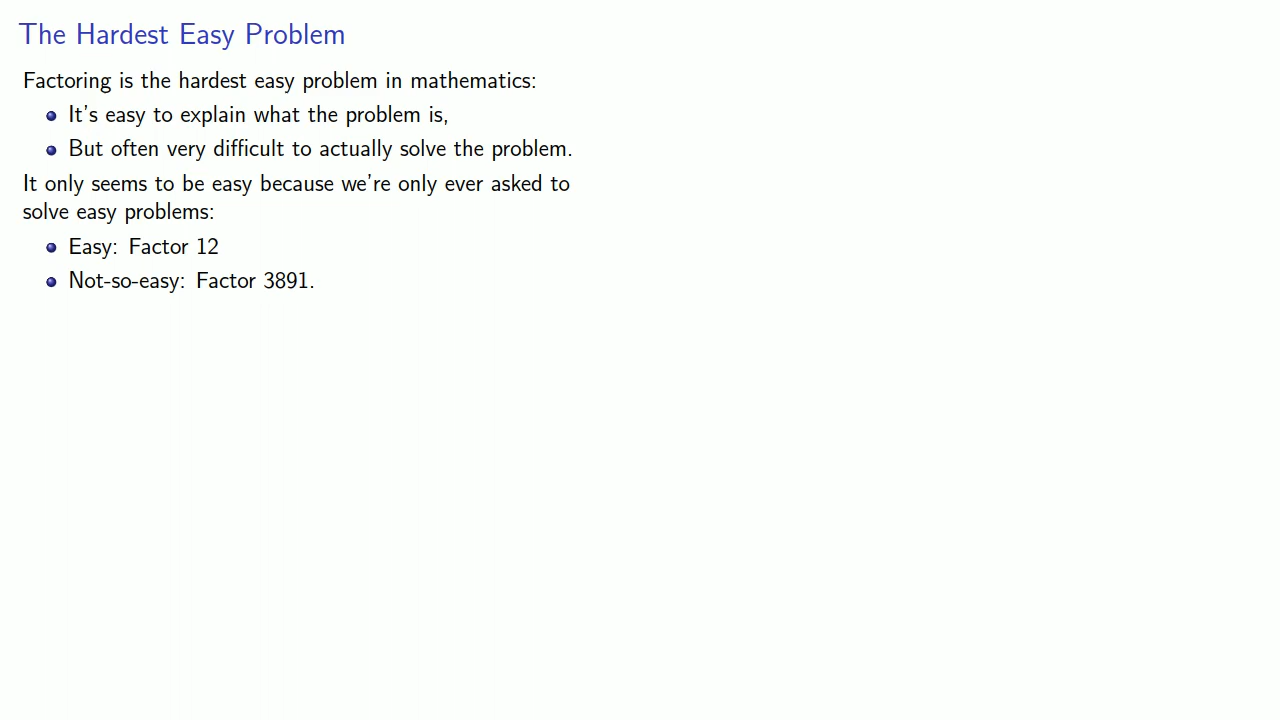 The Hardest Easy Problem
Factoring is the hardest easy problem in mathematics:
It's easy to explain what the problem is,
But often very difficult to actually solve the problem.
It only seems to be easy because we're only ever asked to
solve easy problems:
Easy: Factor 12
Not-so-easy: Factor 3891.